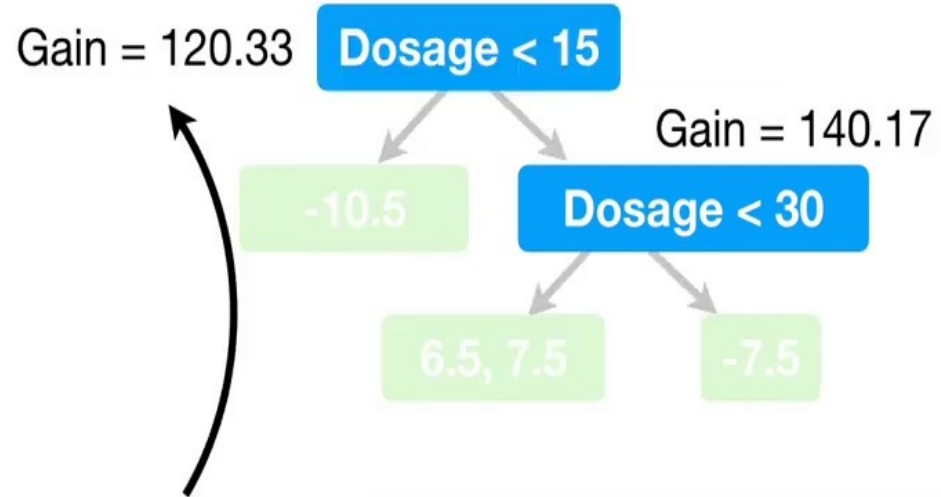 Gain = 120.33
Dosage < 15
Gain = 140.17
-10.5
Dosage < 30
6.5, 7.5
-7.5